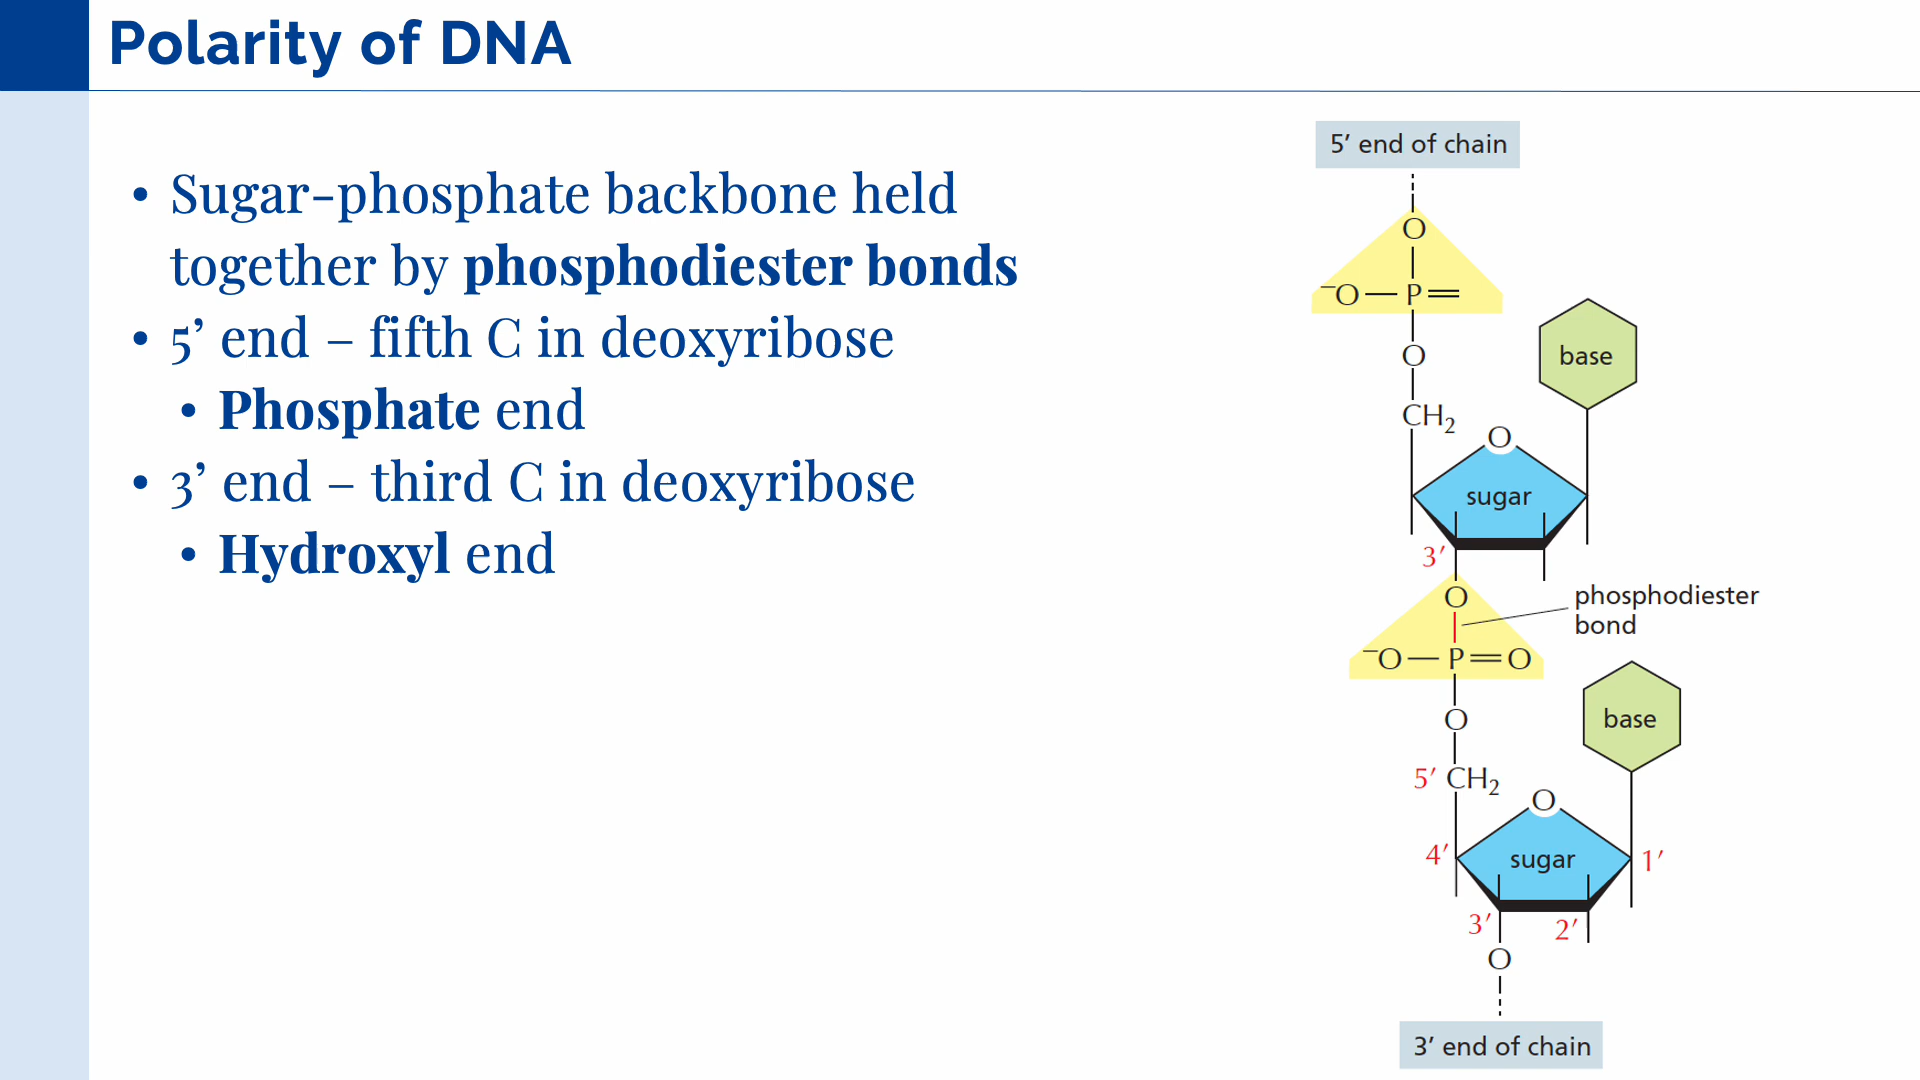 Polarity of DNA
• Sugar-phosphate backbone held
together by phosphodiester bonds
• 5’ end – fifth C in deoxyribose
• Phosphate end
• 3’ end – third C in deoxyribose
• Hydroxyl end
5′ end of chain
O
⁻O — P =
O
CH₂
base
O
sugar
3′
O
phosphodiester
bond
⁻O — P = O
O
base
5′ CH₂
O
4′ sugar 1′
3′ 2′
O
3′ end of chain